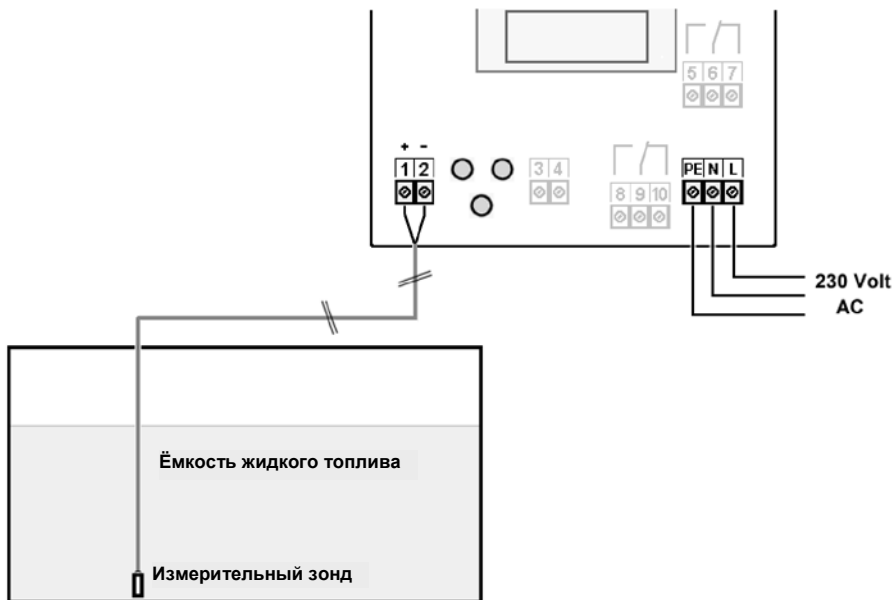 5 6 7
+ -
1 2
3 4
8 9 10
PE N L
230 Volt
AC
Ёмкость жидкого топлива
Измерительный зонд